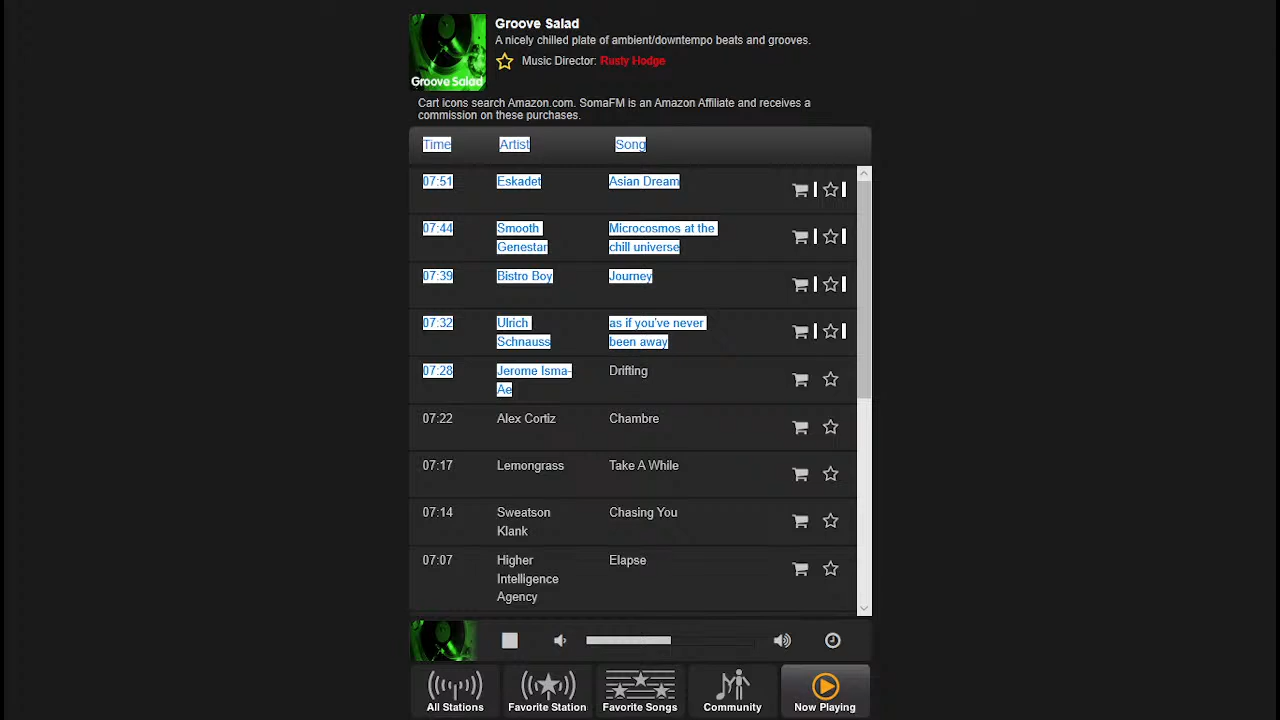 Groove Salad
A nicely chilled plate of ambient/downtempo beats and grooves.
Music Director: Rusty Hodge
Groove Salad
Cart icons search Amazon.com. SomaFM is an Amazon Affiliate and receives a
commission on these purchases.
Time Artist Song
07:51 Eskadet Asian Dream
07:44 Smooth Microcosmos at the
Genestar chill universe
07:39 Bistro Boy Journey
07:32 Ulrich as if you've never
Schnauss been away
07:28 Jerome Isma- Drifting
Ae
07:22 Alex Cortiz Chambre
07:17 Lemongrass Take A While
07:14 Sweatson Chasing You
Klank
07:07 Higher Elapse
Intelligence
Agency
All Stations Favorite Station Favorite Songs Community Now Playing